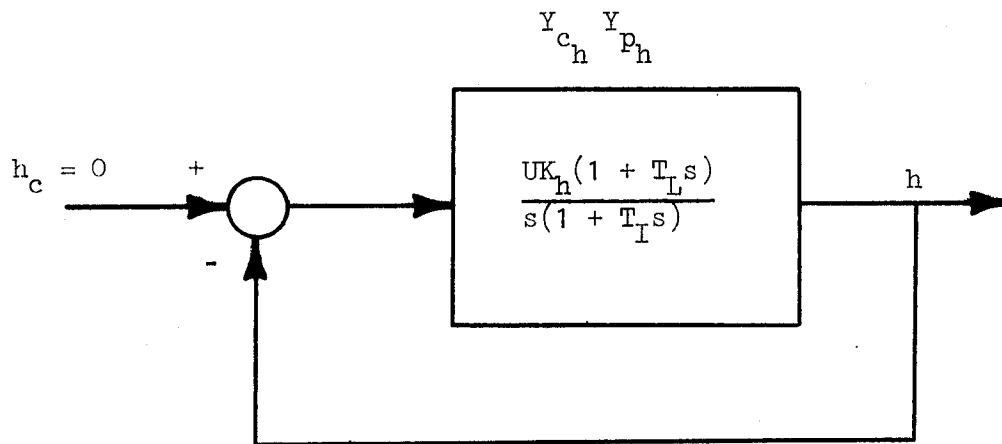 Y_{c_h} Y_{p_h}
h_c = 0
+
UK_h(1 + T_L s)
s(1 + T_I s)
h
-